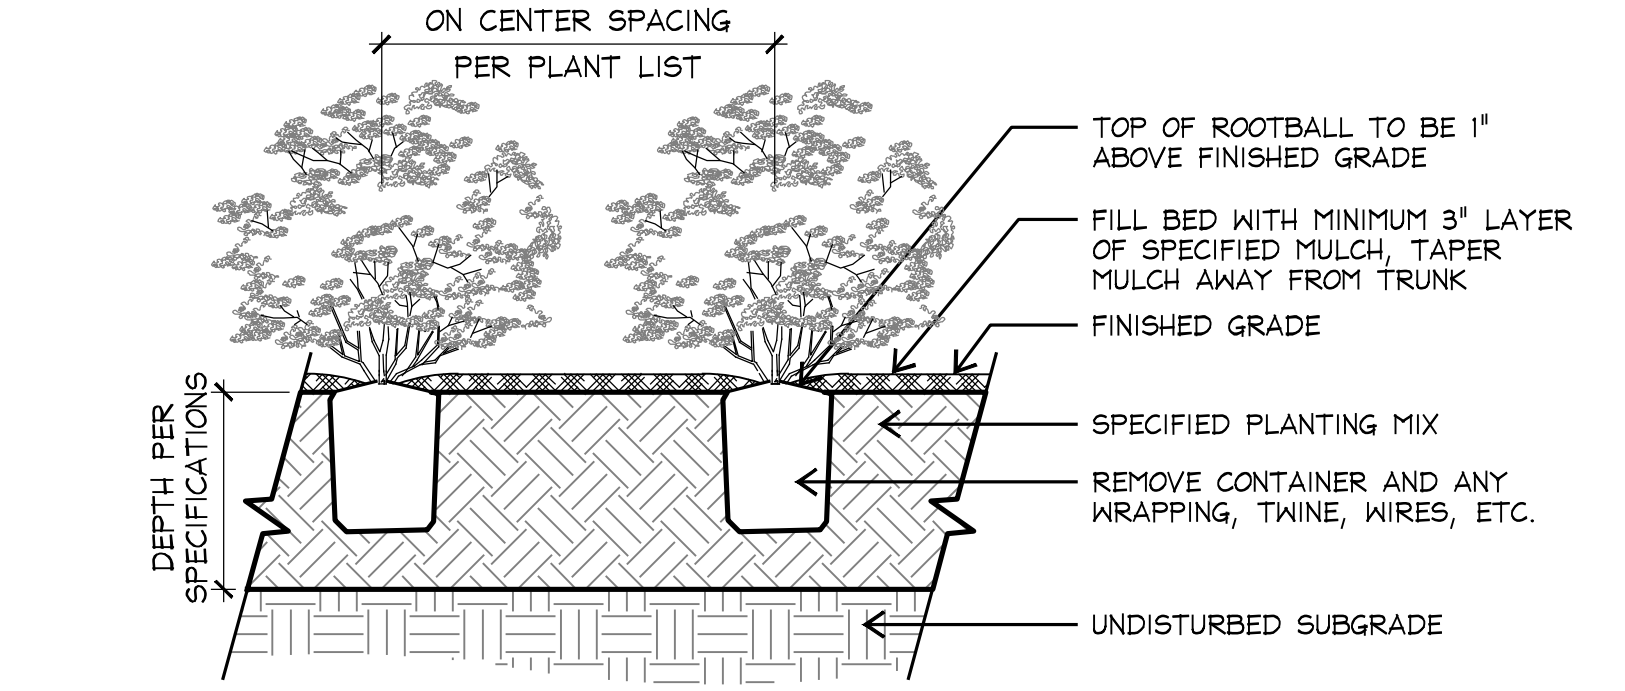 ON CENTER SPACING
PER PLANT LIST
TOP OF ROOTBALL TO BE 1"
ABOVE FINISHED GRADE
FILL BED WITH MINIMUM 3" LAYER
OF SPECIFIED MULCH, TAPER
MULCH AWAY FROM TRUNK
FINISHED GRADE
DEPTH PER
SPECIFICATIONS
SPECIFIED PLANTING MIX
REMOVE CONTAINER AND ANY
WRAPPING, TWINE, WIRES, ETC.
UNDISTURBED SUBGRADE